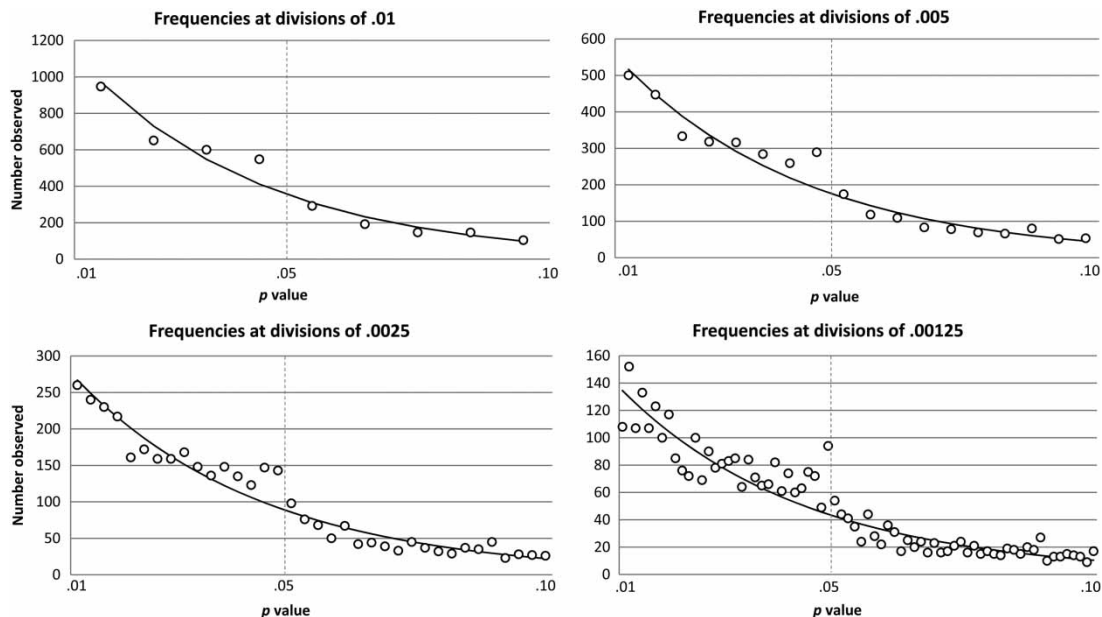 Frequencies at divisions of .01
Number observed
1200
1000
800
600
400
200
0
.01 .05 .10
p value
Frequencies at divisions of .005
600
500
400
300
200
100
0
.01 .05 .10
p value
Frequencies at divisions of .0025
Number observed
300
250
200
150
100
50
0
.01 .05 .10
p value
Frequencies at divisions of .00125
160
140
120
100
80
60
40
20
0
.01 .05 .10
p value